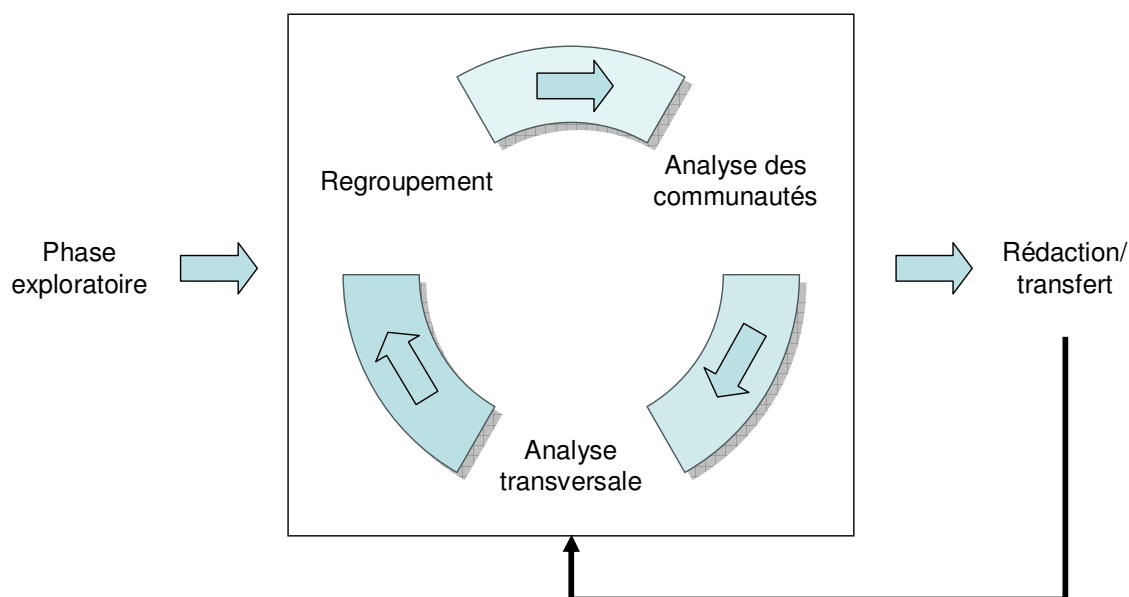 Regroupement
Analyse des
communautés
Phase
exploratoire
Rédaction/
transfert
Analyse
transversale